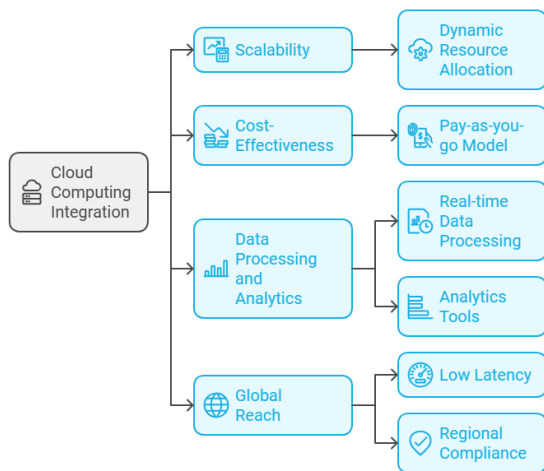 Cloud
Computing
Integration
Scalability
Dynamic
Resource
Allocation
Cost-
Effectiveness
Pay-as-you-
go Model
Data
Processing
and
Analytics
Real-time
Data
Processing
Analytics
Tools
Global
Reach
Low Latency
Regional
Compliance